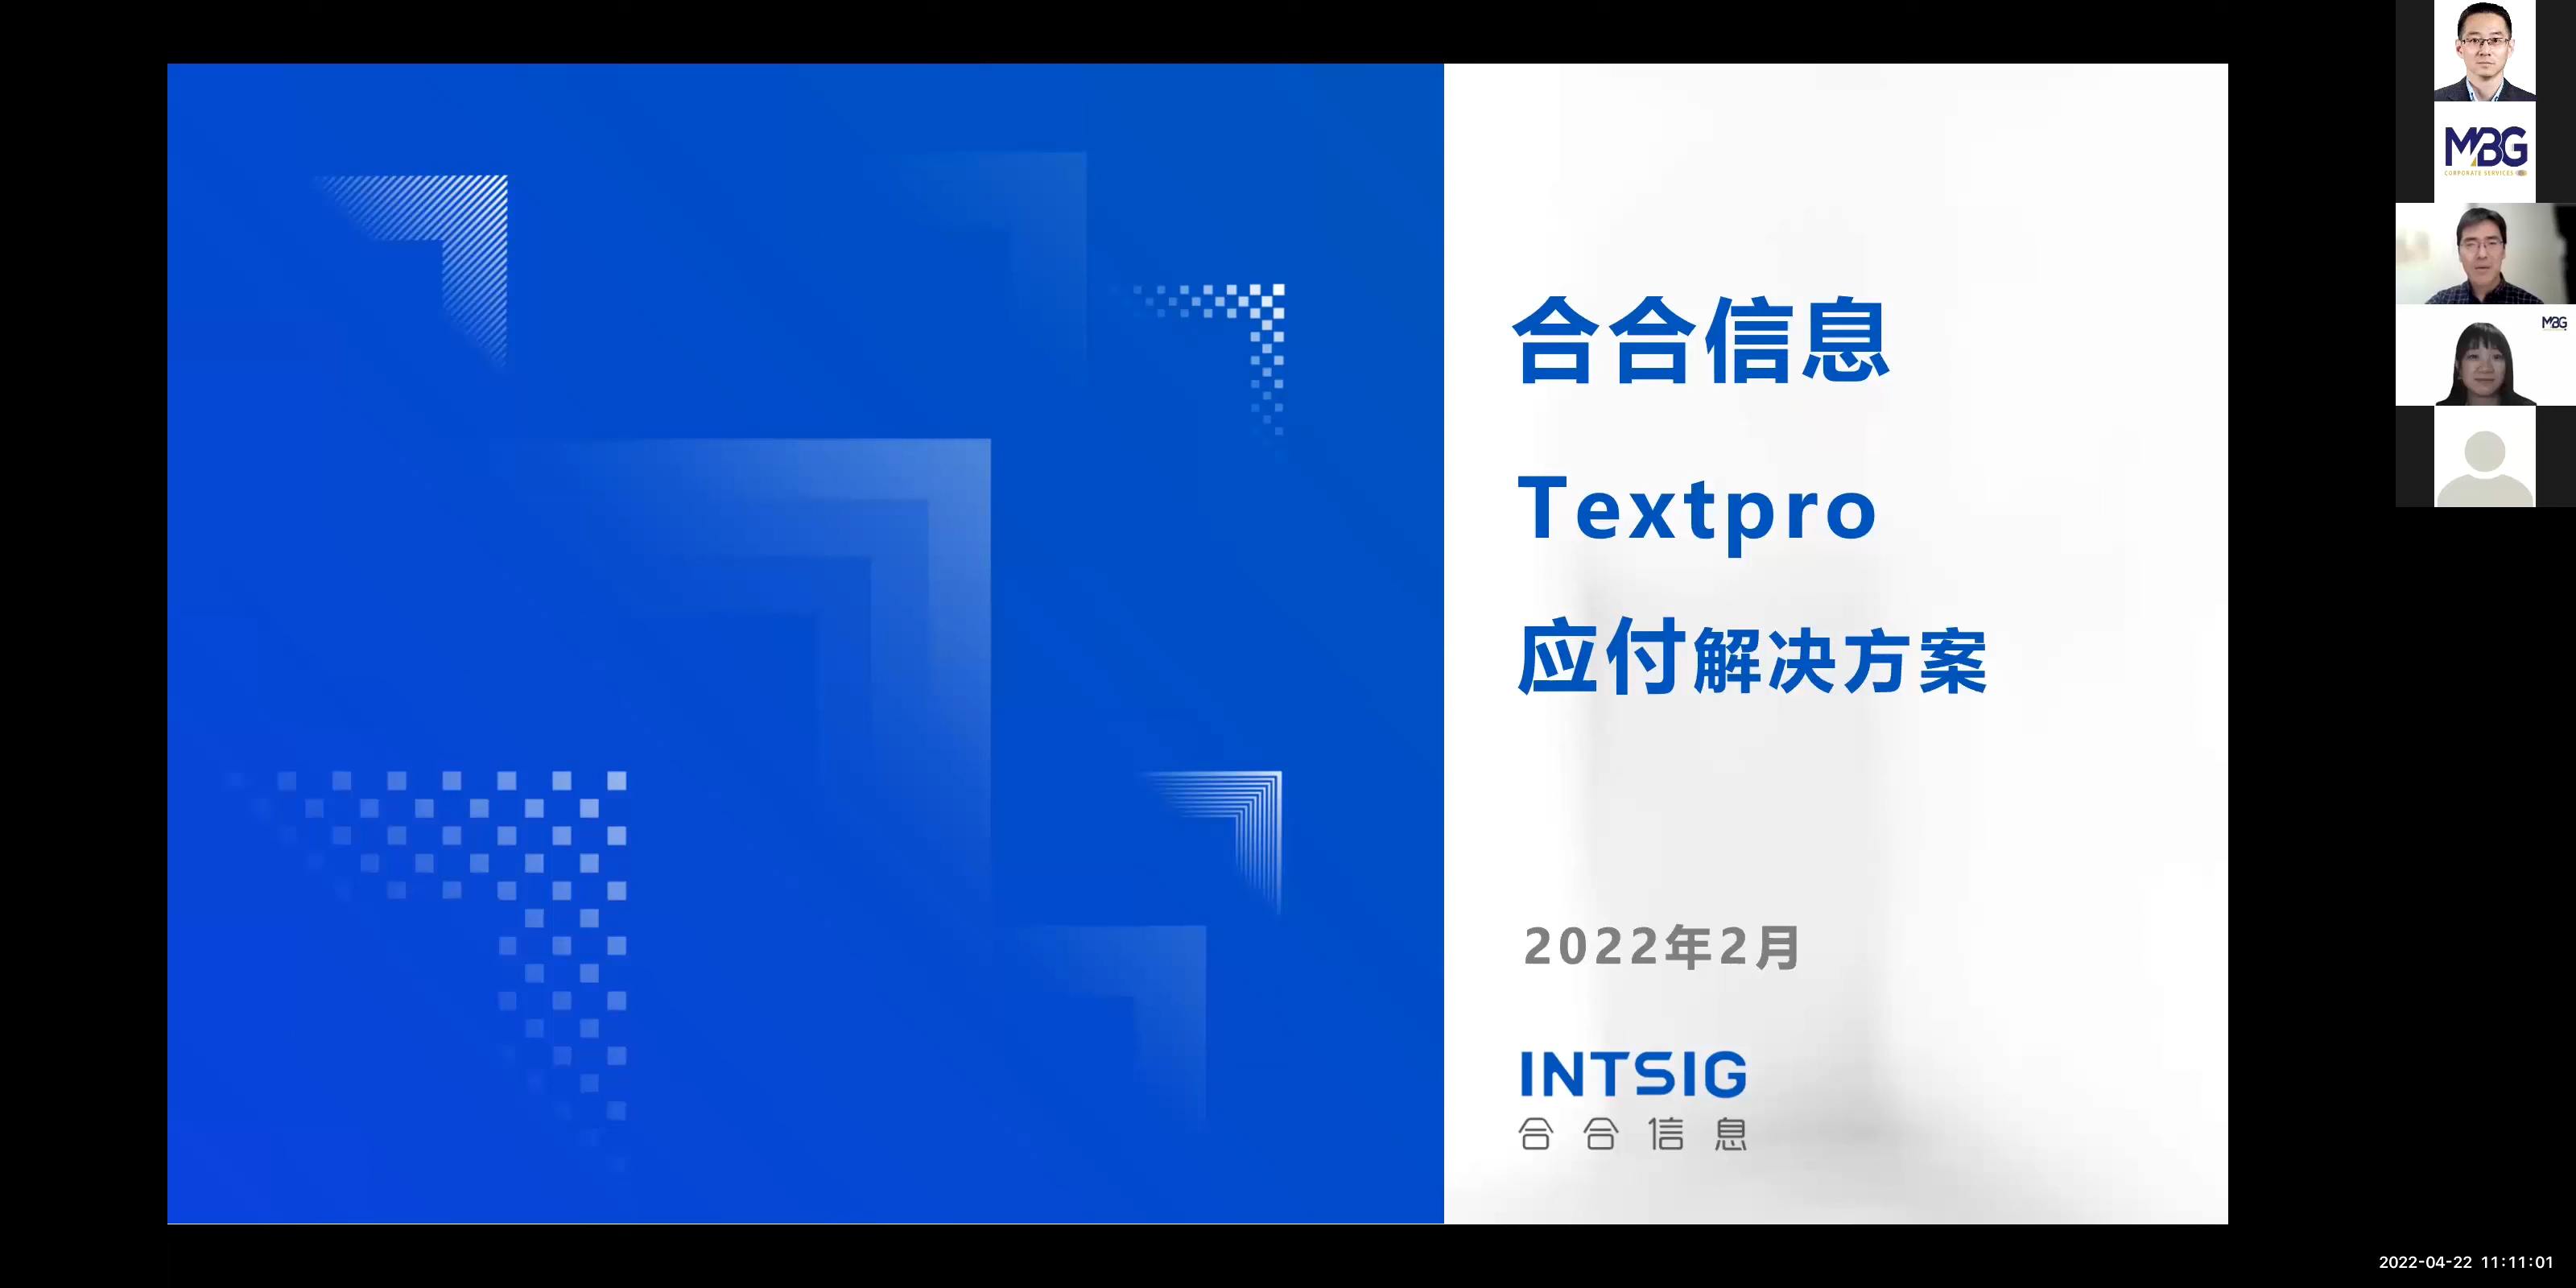 合合信息
Textpro
应付解决方案
2022年2月
INTSIG
合合信息
MBG
CORPORATE SERVICES
MBG
2022-04-22 11:11:01